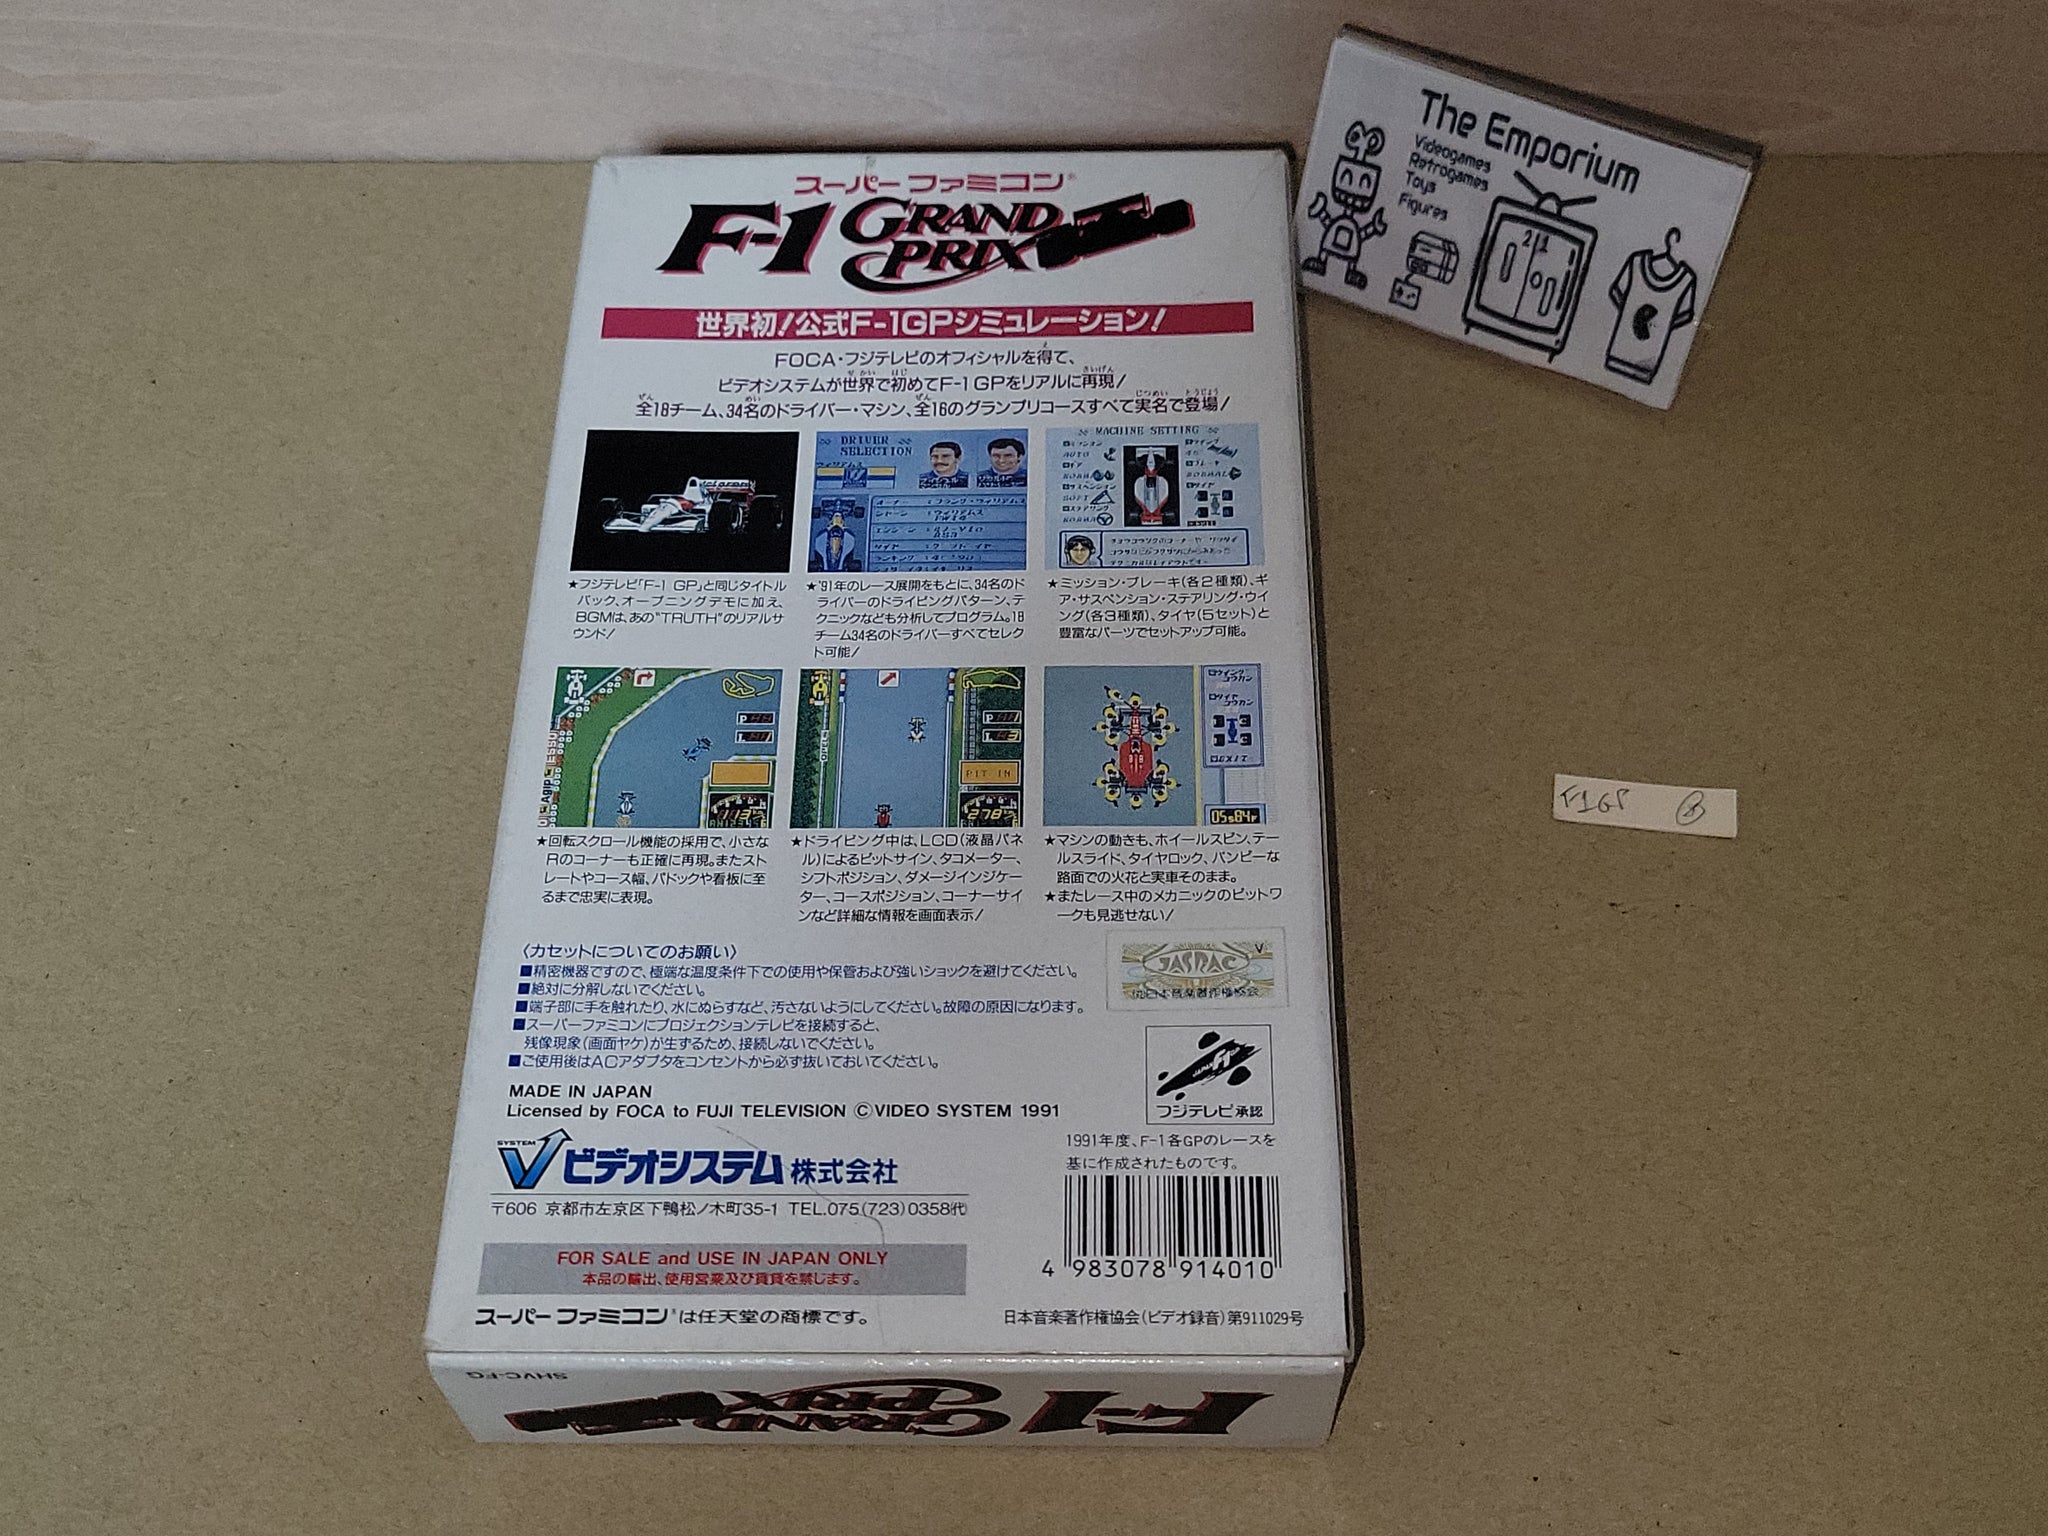 The Emporium
Videogames
Retrogames
Toys
Figures
スーパーファミコン®
F-1 GRAND PRIX
世界初!公式F-1GPシミュレーション!
FOCA・フジテレビのオフィシャルを得て、
ビデオシステムが世界で初めてF-1 GPをリアルに再現!
全18チーム、34名のドライバー・マシン、全16のグランプリコースすべて実名で登場!
DRIVER
SELECTION
MACHINE SETTING
★フジテレビ「F-1 GP」と同じタイトル
バック、オープニングデモに加え、
BGMは、あの"TRUTH"のリアルサ
ウンド!
★'91年のレース展開をもとに、34名のド
ライバーのドライビングパターン、テ
クニックなども分析してプログラム。18
チーム34名のドライバーすべてセレク
ト可能!
★ミッション・ブレーキ(各2種類)、ギ
ア・サスペンション・ステアリング・ウイ
ング(各3種類)、タイヤ(5セット)と
豊富なパーツでセットアップ可能。
PIT IN
278
05s84
★回転スクロール機能の採用で、小さな
Rのコーナーも正確に再現。またスト
レートやコース幅、パドックや看板に至
るまで忠実に表現。
★ドライビング中は、LCD(液晶パネ
ル)によるピットサイン、タコメーター、
シフトポジション、ダメージインジケー
ター、コースポジション、コーナーサイ
ンなど詳細な情報を画面表示!
★マシンの動きも、ホイールスピン、テー
ルスライド、タイヤロック、バンピーな
路面での火花と実車そのまま。
★またレース中のメカニックのピットワ
ークも見逃せない!
〈カセットについてのお願い〉
■精密機器ですので、極端な温度条件下での使用や保管および強いショックを避けてください。
■絶対に分解しないでください。
■端子部に手を触れたり、水にぬらすなど、汚さないようにしてください。故障の原因になります。
■スーパーファミコンにプロジェクションテレビを接続すると、
残像現象(画面ヤケ)が生ずるため、接続しないでください。
■ご使用後はACアダプタをコンセントから必ず抜いておいてください。
V
JASRAC
フジテレビ承認
MADE IN JAPAN
Licensed by FOCA to FUJI TELEVISION ©VIDEO SYSTEM 1991
SYSTEM
ビデオシステム株式会社
〒606 京都市左京区下鴨松ノ木町35-1 TEL.075(723)0358(代)
1991年度、F-1各GPのレースを
基に作成されたものです。
4 983078 914010
FOR SALE and USE IN JAPAN ONLY
本品の輸出、使用営業及び賃貸を禁じます。
スーパーファミコン®は任天堂の商標です。
日本音楽著作権協会(ビデオ録音)第911029号
SHVC-FG
F-1 GRAND PRIX
F1GP B